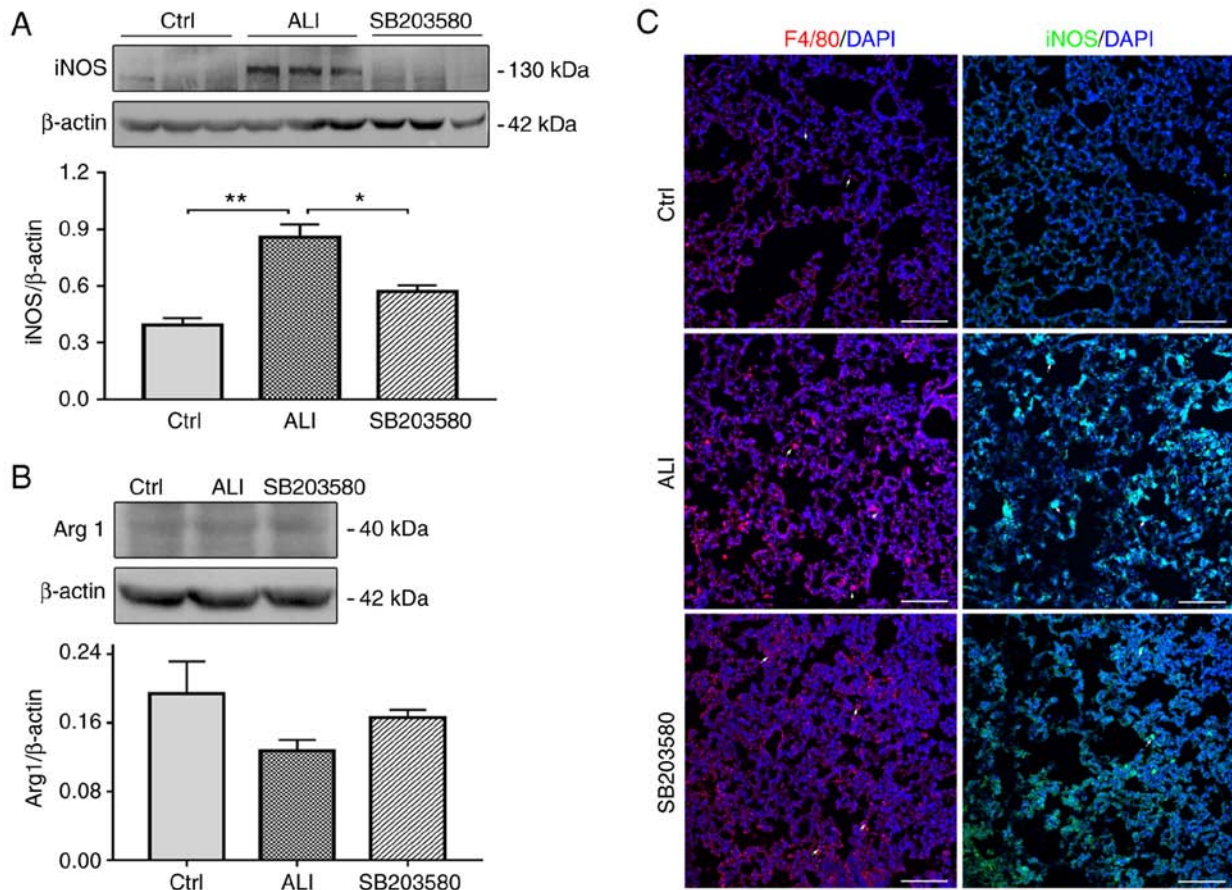 A
Ctrl ALI SB203580
iNOS - 130 kDa
β-actin - 42 kDa
1.2
** *
0.9
0.6
0.3
0.0
iNOS/β-actin
Ctrl ALI SB203580
B
Ctrl ALI SB203580
Arg 1 - 40 kDa
β-actin - 42 kDa
0.24
0.16
0.08
0.00
Arg1/β-actin
Ctrl ALI SB203580
C
F4/80/DAPI iNOS/DAPI
Ctrl
ALI
SB203580